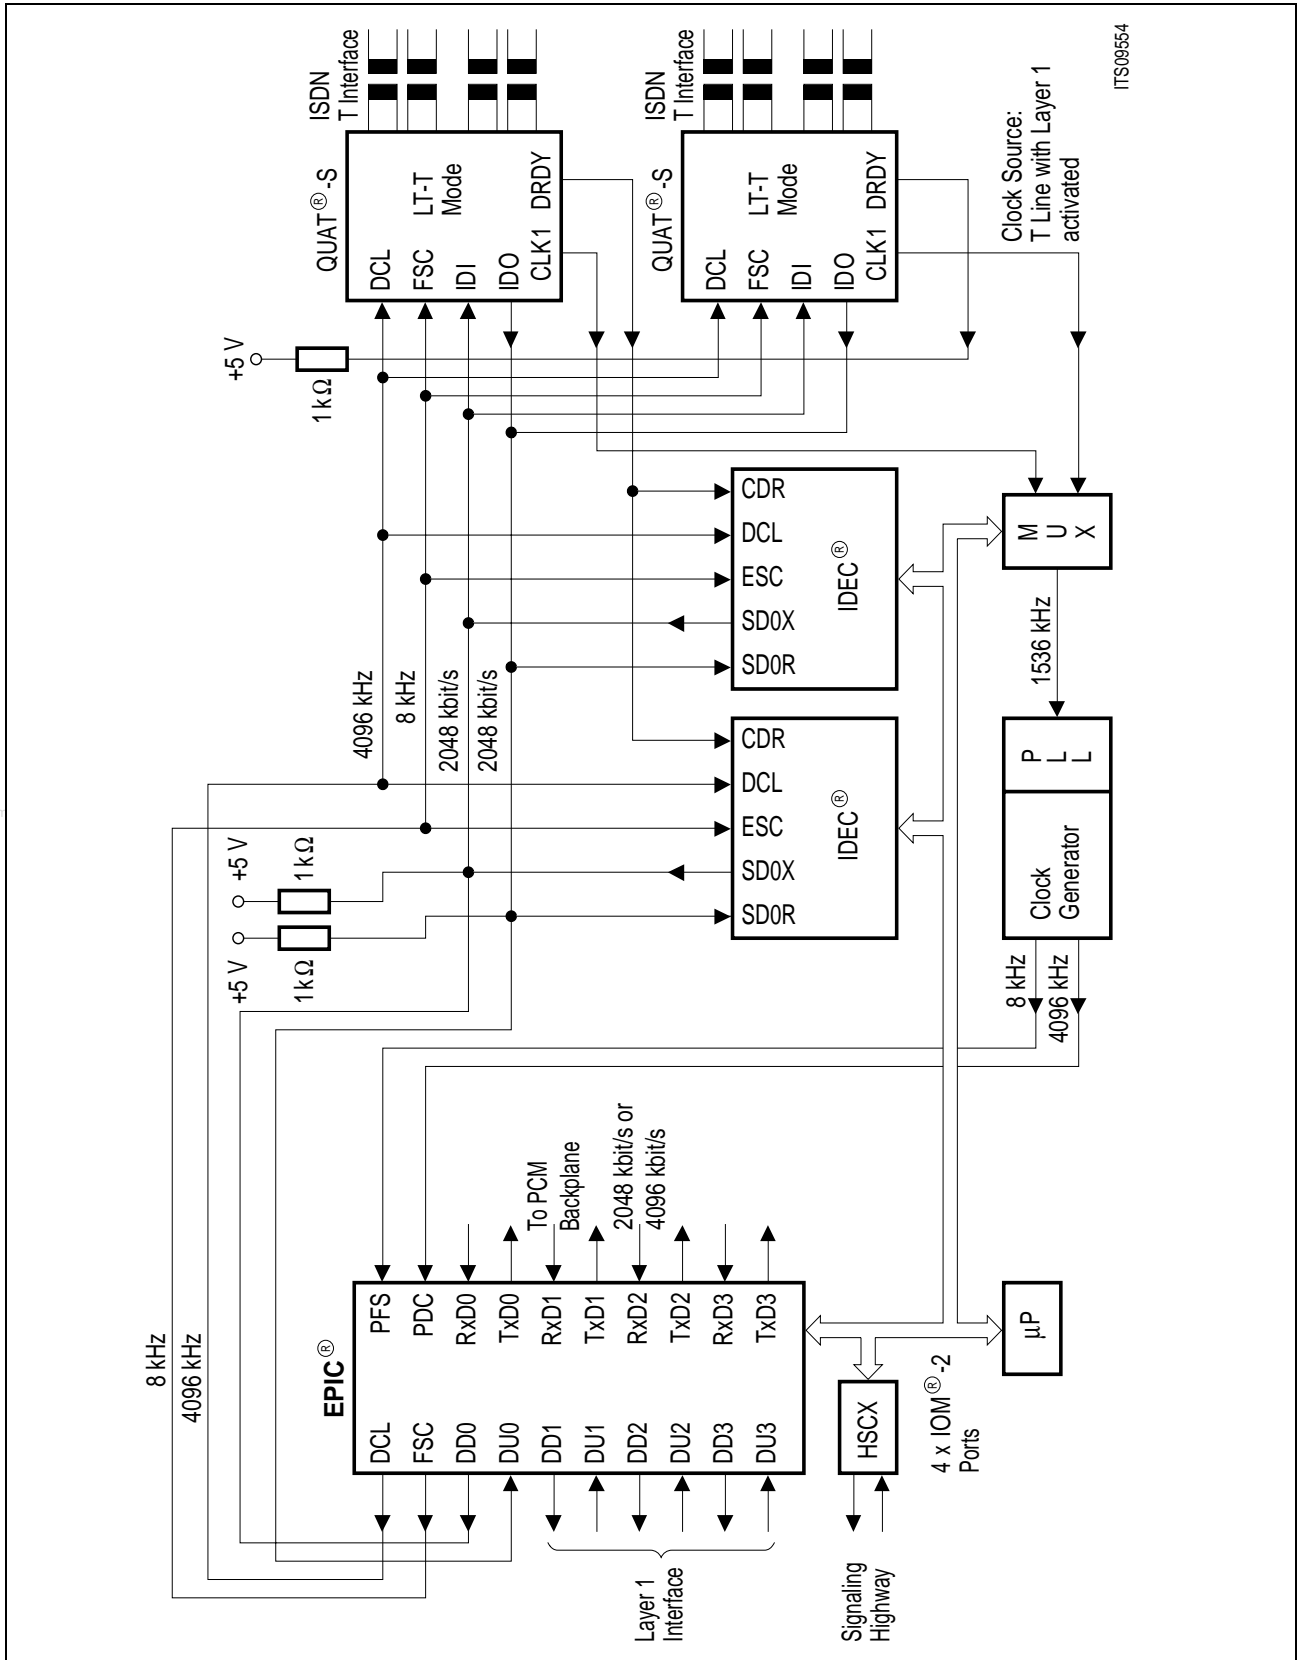 ITS09554
ISDN
T Interface
ISDN
T Interface
QUAT®-S
DCL
FSC
IDI
IDO
CLK1
DRDY
LT-T
Mode
QUAT®-S
DCL
FSC
IDI
IDO
CLK1
DRDY
LT-T
Mode
Clock Source:
T Line with Layer 1
activated
+5 V
1 kΩ
CDR
DCL
ESC
SD0X
SD0R
IDEC®
M
U
X
1536 kHz
4096 kHz
8 kHz
2048 kbit/s
2048 kbit/s
CDR
DCL
ESC
SD0X
SD0R
IDEC®
P
L
L
Clock
Generator
8 kHz
4096 kHz
+5 V
1 kΩ
+5 V
1 kΩ
8 kHz
4096 kHz
EPIC®
PFS
PDC
RxD0
TxD0
RxD1
TxD1
RxD2
TxD2
RxD3
TxD3
DCL
FSC
DD0
DU0
DD1
DU1
DD2
DU2
DD3
DU3
To PCM
Backplane
2048 kbit/s or
4096 kbit/s
Layer 1
Interface
HSCX
Signaling
Highway
4 x IOM®-2
Ports
µP